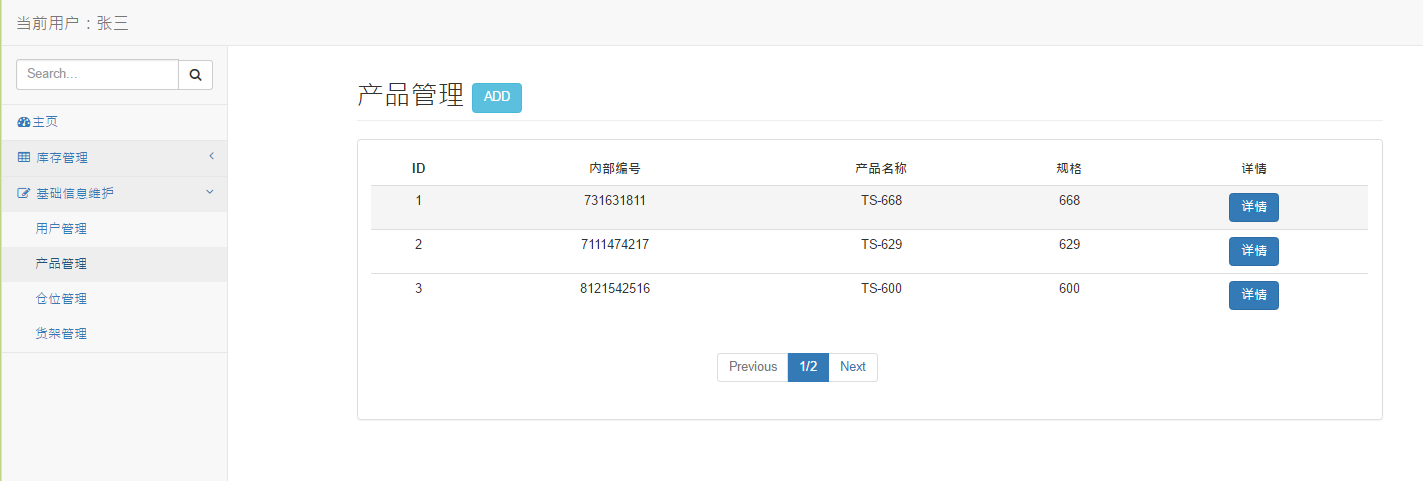 当前用户：张三
Search...
主页
库存管理
基础信息维护
用户管理
产品管理
仓位管理
货架管理
产品管理 ADD
ID 内部编号 产品名称 规格 详情
1 731631811 TS-668 668 详情
2 7111474217 TS-629 629 详情
3 8121542516 TS-600 600 详情
Previous 1/2 Next